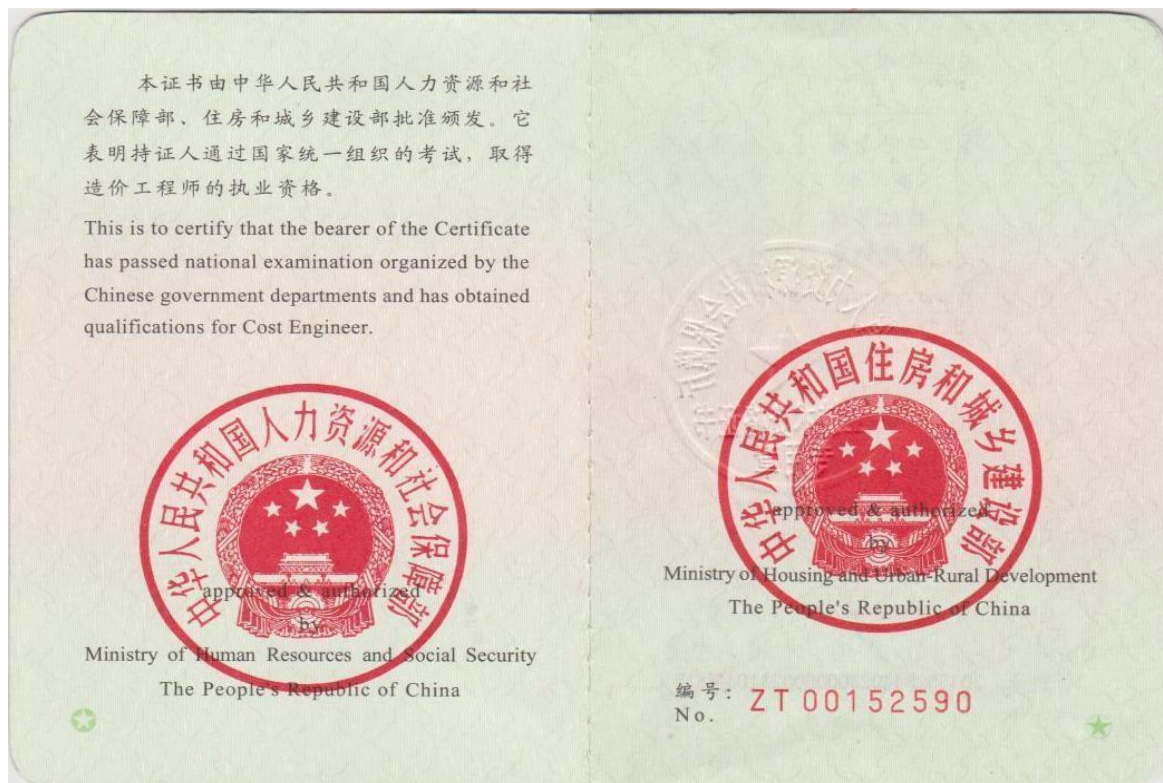 本证书由中华人民共和国人力资源和社
会保障部、住房和城乡建设部批准颁发。它
表明持证人通过国家统一组织的考试，取得
造价工程师的执业资格。
This is to certify that the bearer of the Certificate
has passed national examination organized by the
Chinese government departments and has obtained
qualifications for Cost Engineer.
中华人民共和国人力资源和社会保障部
approved & authorized
by
Ministry of Human Resources and Social Security
The People's Republic of China
中华人民共和国住房和城乡建设部
approved & authorized
by
Ministry of Housing and Urban-Rural Development
The People's Republic of China
编号： ZT 00152590
No.